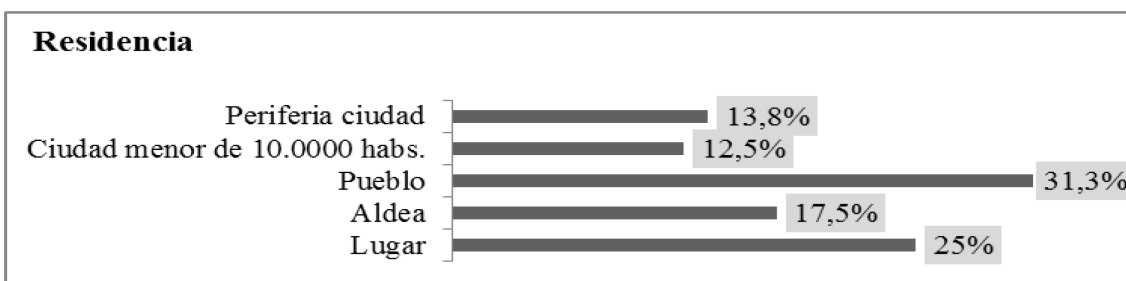 Residencia
Periferia ciudad 13,8%
Ciudad menor de 10.0000 habs. 12,5%
Pueblo 31,3%
Aldea 17,5%
Lugar 25%